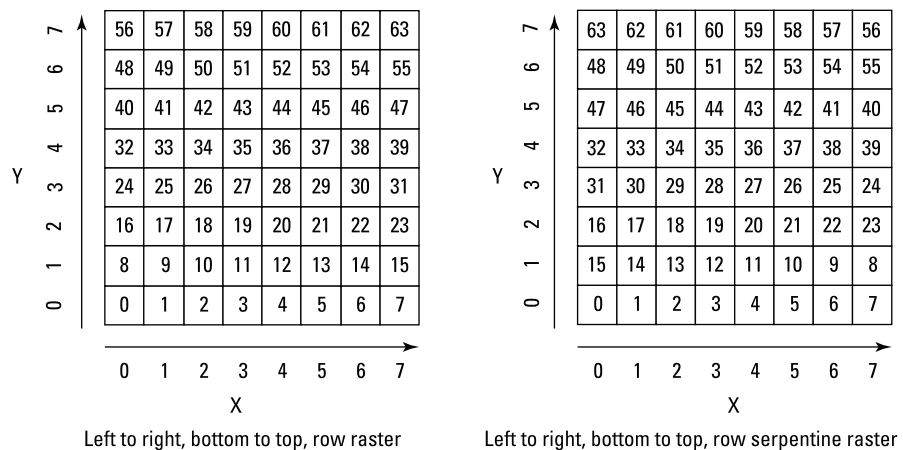 7 56 57 58 59 60 61 62 63
6 48 49 50 51 52 53 54 55
5 40 41 42 43 44 45 46 47
4 32 33 34 35 36 37 38 39
Y
3 24 25 26 27 28 29 30 31
2 16 17 18 19 20 21 22 23
1 8 9 10 11 12 13 14 15
0 0 1 2 3 4 5 6 7
0 1 2 3 4 5 6 7
X
Left to right, bottom to top, row raster
7 63 62 61 60 59 58 57 56
6 48 49 50 51 52 53 54 55
5 47 46 45 44 43 42 41 40
4 32 33 34 35 36 37 38 39
Y
3 31 30 29 28 27 26 25 24
2 16 17 18 19 20 21 22 23
1 15 14 13 12 11 10 9 8
0 0 1 2 3 4 5 6 7
0 1 2 3 4 5 6 7
X
Left to right, bottom to top, row serpentine raster